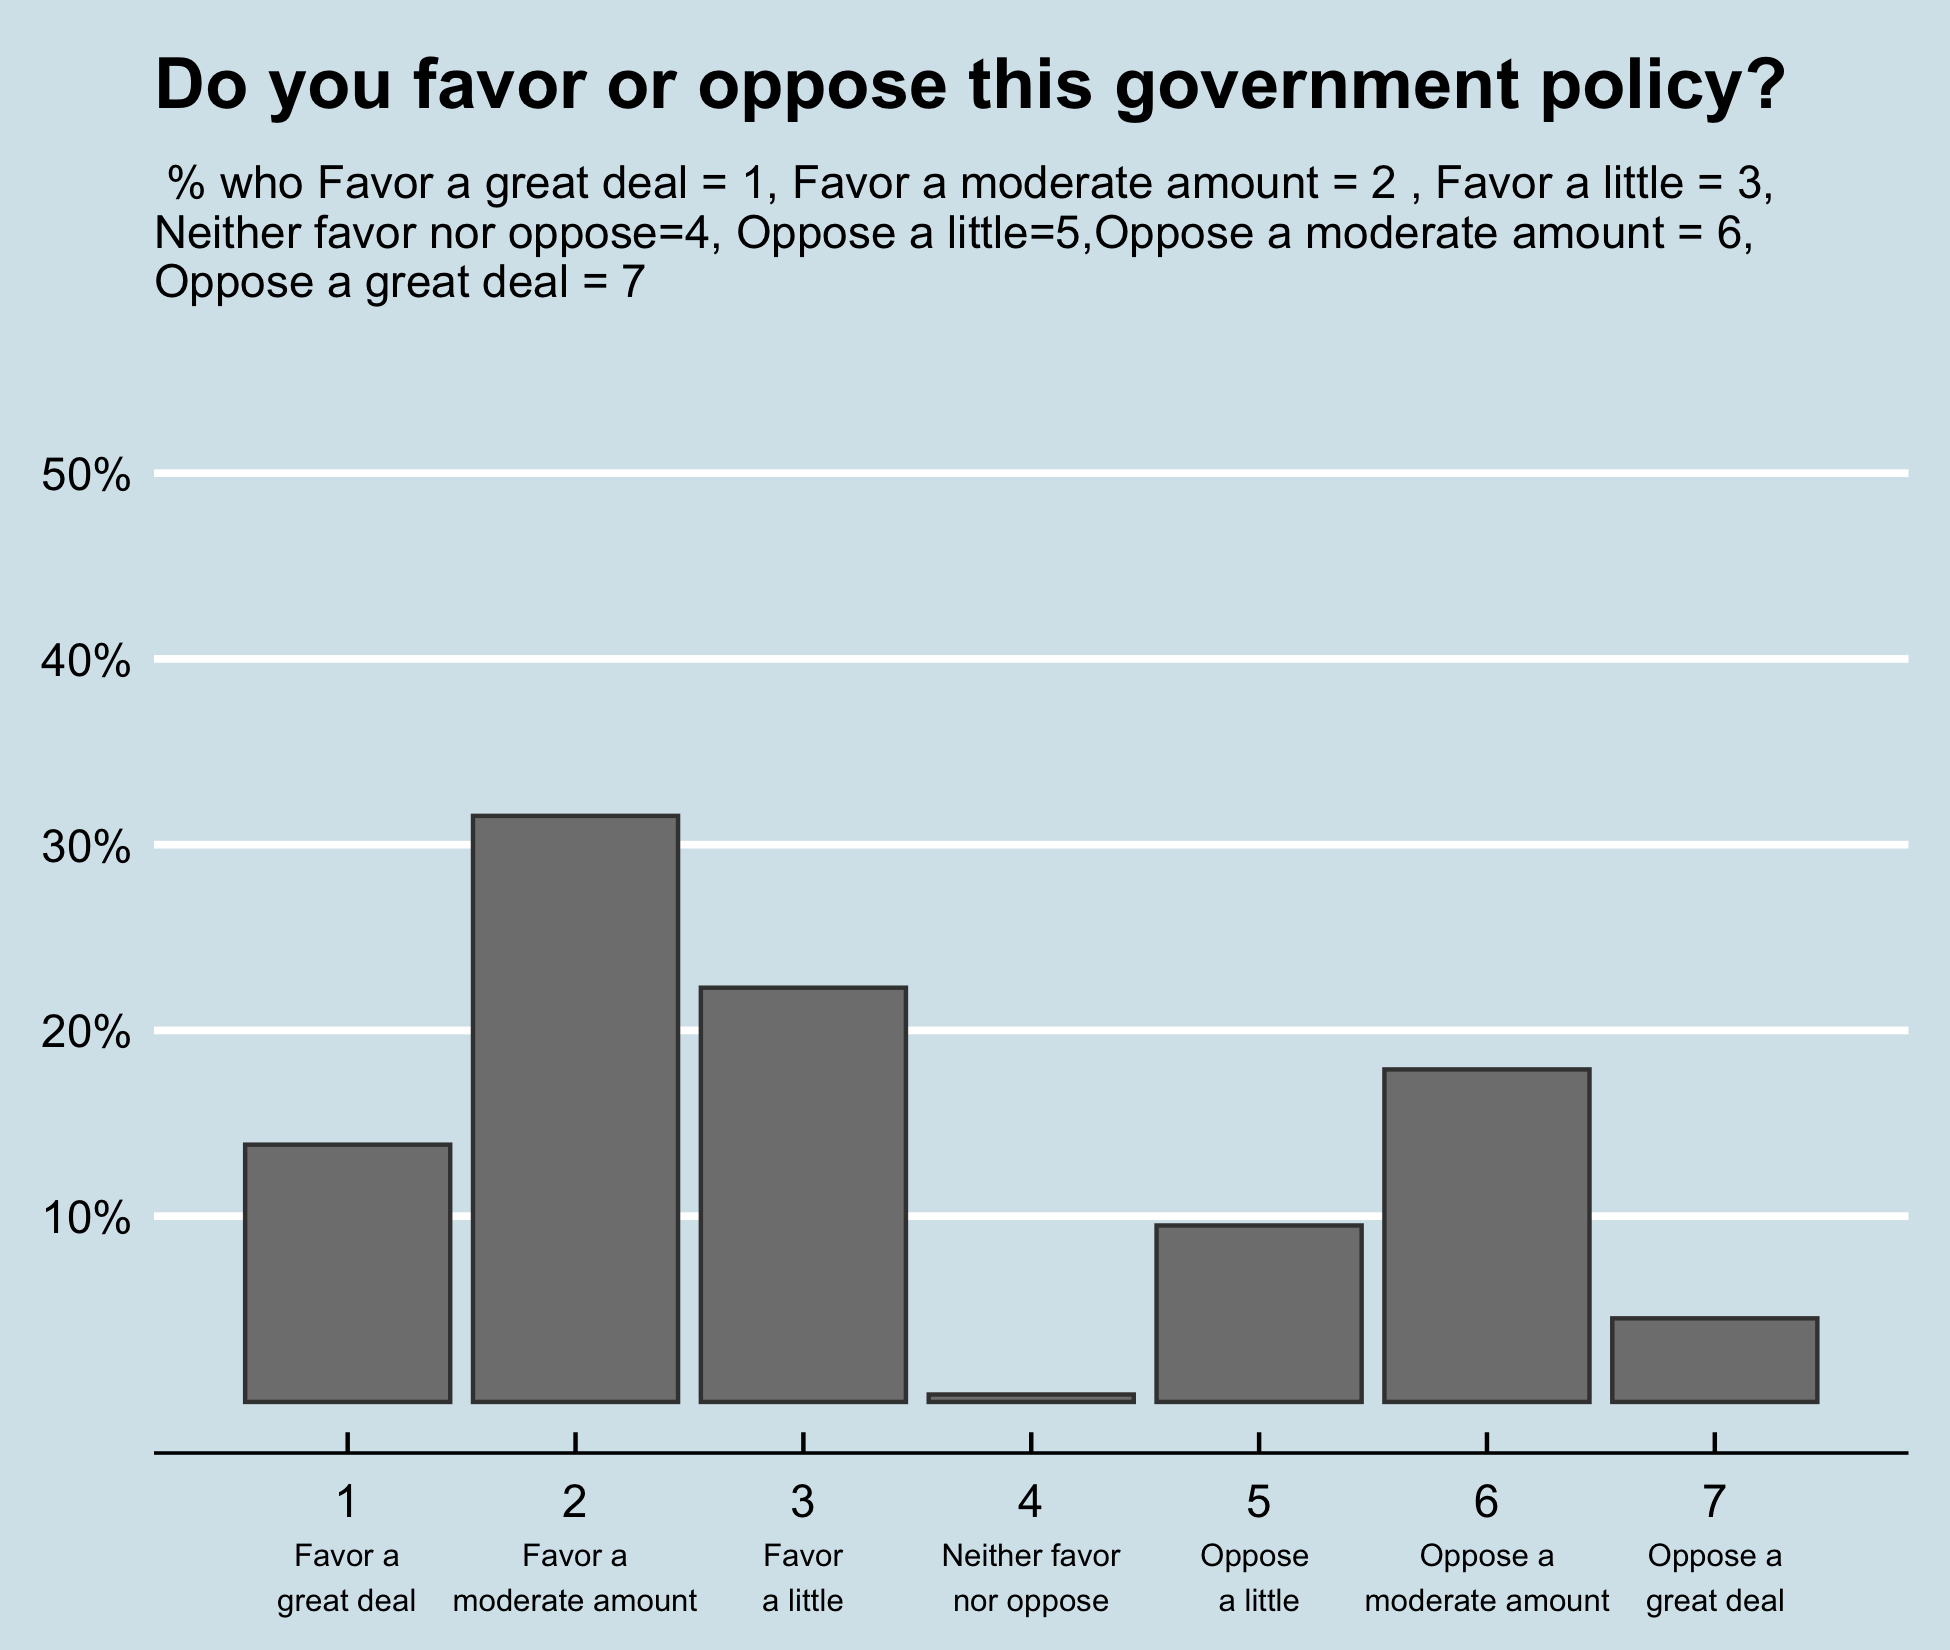 Do you favor or oppose this government policy?
% who Favor a great deal = 1, Favor a moderate amount = 2 , Favor a little = 3,
Neither favor nor oppose=4, Oppose a little=5,Oppose a moderate amount = 6,
Oppose a great deal = 7
50%
40%
30%
20%
10%
1 2 3 4 5 6 7
Favor a Favor a Favor Neither favor Oppose Oppose a Oppose a
great deal moderate amount a little nor oppose a little moderate amount great deal